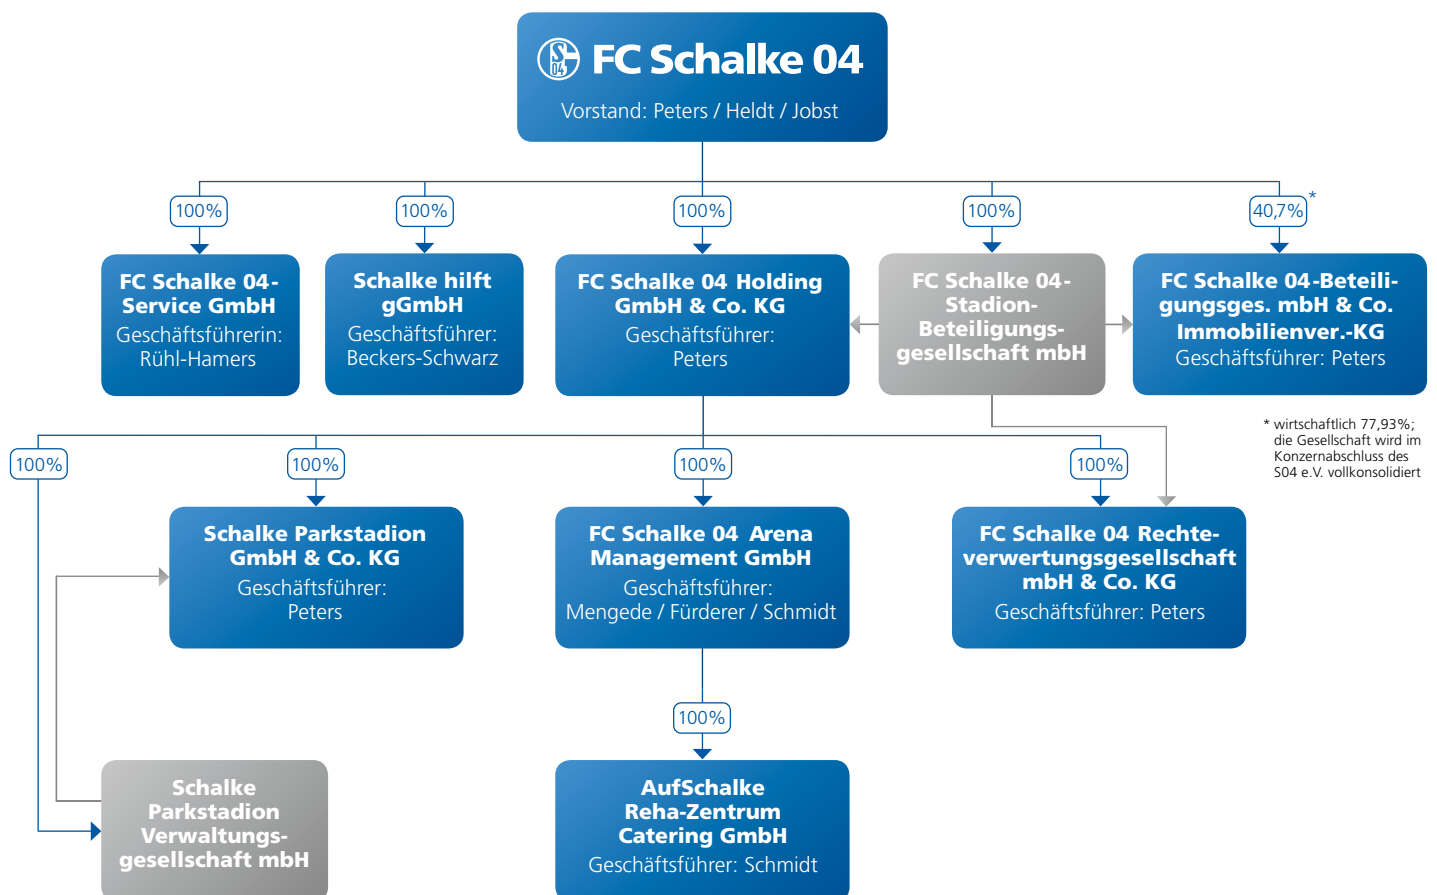 S
04
FC Schalke 04
Vorstand: Peters / Heldt / Jobst
100%
100%
100%
100%
40,7%
*
FC Schalke 04-
Service GmbH
Geschäftsführerin:
Rühl-Hamers
Schalke hilft
gGmbH
Geschäftsführer:
Beckers-Schwarz
FC Schalke 04 Holding
GmbH & Co. KG
Geschäftsführer:
Peters
FC Schalke 04-
Stadion-
Beteiligungs-
gesellschaft mbH
FC Schalke 04-Beteili-
gungsges. mbH & Co.
Immobilienver.-KG
Geschäftsführer: Peters
* wirtschaftlich 77,93%;
die Gesellschaft wird im
Konzernabschluss des
S04 e.V. vollkonsolidiert
100%
100%
100%
100%
Schalke Parkstadion
GmbH & Co. KG
Geschäftsführer:
Peters
FC Schalke 04 Arena
Management GmbH
Geschäftsführer:
Mengede / Fürderer / Schmidt
FC Schalke 04 Rechte-
verwertungsgesellschaft
mbH & Co. KG
Geschäftsführer: Peters
100%
Schalke
Parkstadion
Verwaltungs-
gesellschaft mbH
AufSchalke
Reha-Zentrum
Catering GmbH
Geschäftsführer: Schmidt